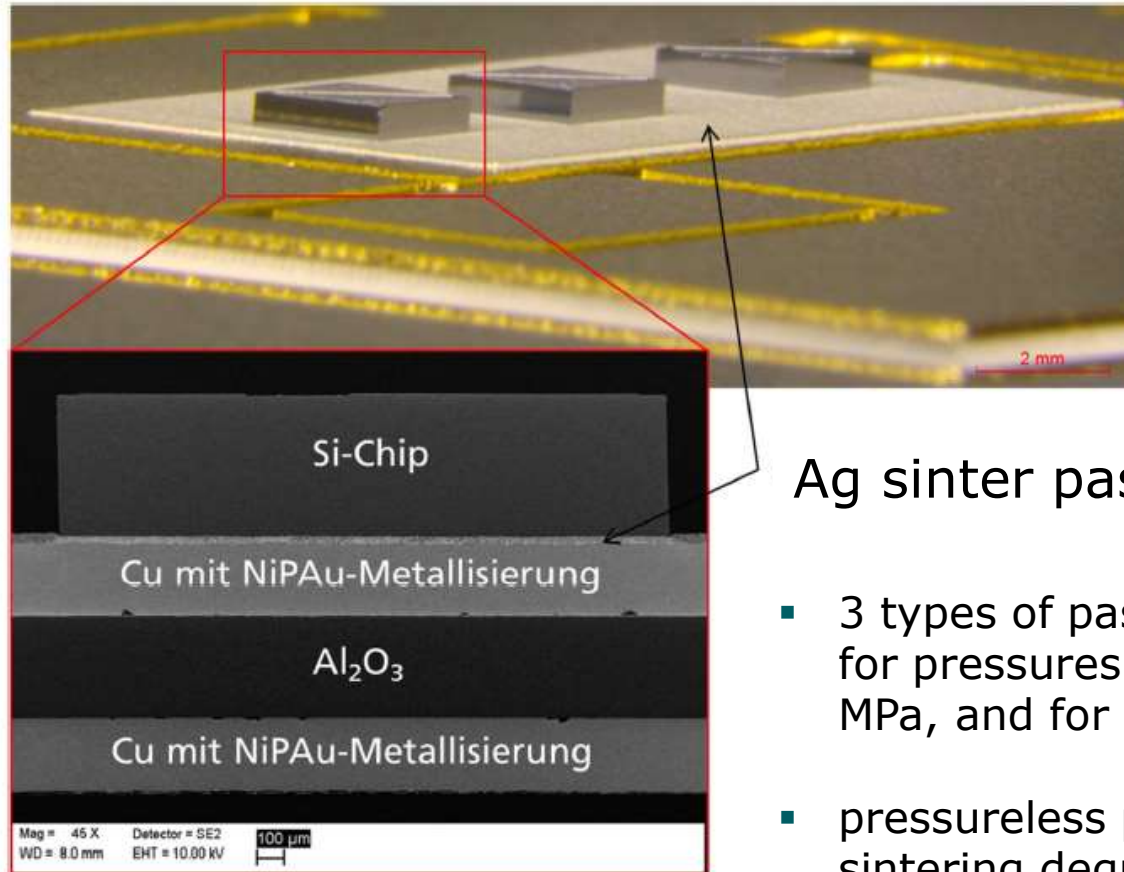 2 mm
Si-Chip
Ag sinter pas
Cu mit NiPAu-Metallisierung
3 types of pas
for pressures
Al₂O₃
MPa, and for
Cu mit NiPAu-Metallisierung
pressureless p
Mag = 45 X Detector = SE2 100 µm
WD = 8.0 mm EHT = 10.00 kV
sintering degr